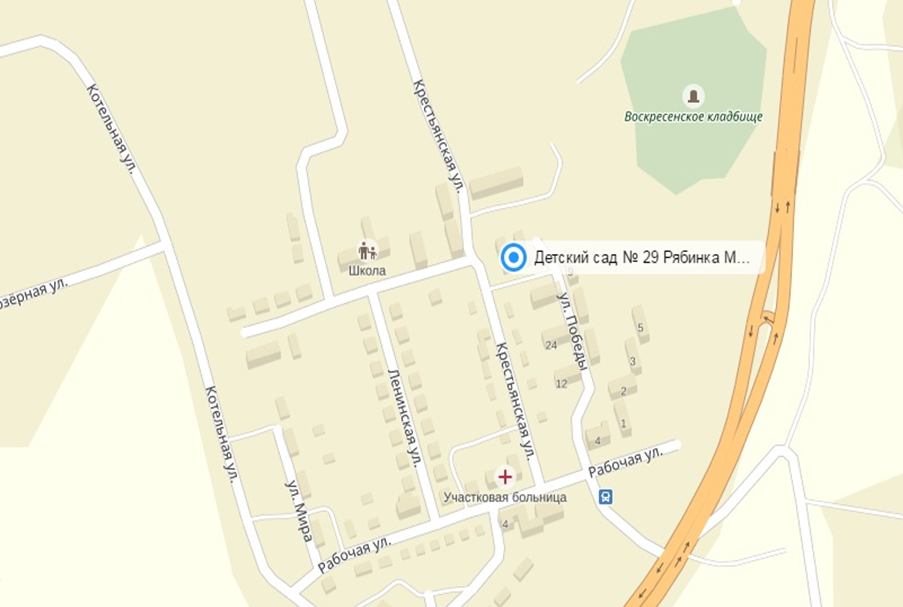 Котельная ул.
Крестьянская ул.
Воскресенское кладбище
Школа
Детский сад № 29 Рябинка М...
озёрная ул.
ул. Победы
5
24
3
12
2
1
4
Крестьянская ул.
Ленинская ул.
Котельная ул.
ул. Мира
Рабочая ул.
Участковая больница
4
Рабочая ул.